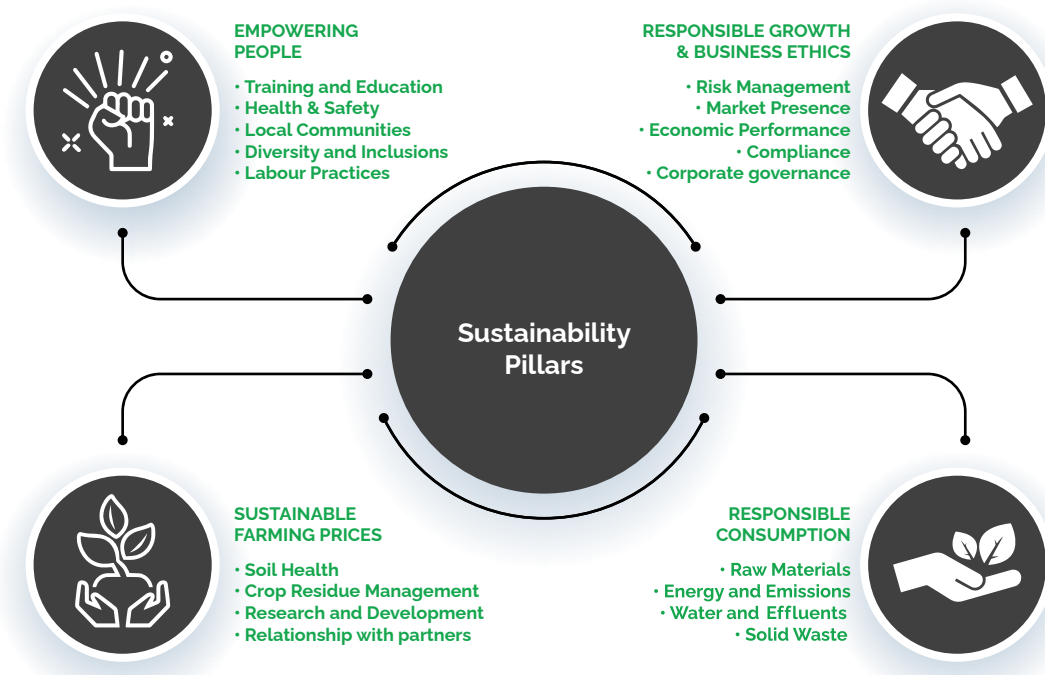 EMPOWERING
PEOPLE
• Training and Education
• Health & Safety
• Local Communities
• Diversity and Inclusions
• Labour Practices
RESPONSIBLE GROWTH
& BUSINESS ETHICS
• Risk Management
• Market Presence
• Economic Performance
• Compliance
• Corporate governance
Sustainability
Pillars
SUSTAINABLE
FARMING PRICES
• Soil Health
• Crop Residue Management
• Research and Development
• Relationship with partners
RESPONSIBLE
CONSUMPTION
• Raw Materials
• Energy and Emissions
• Water and Effluents
• Solid Waste